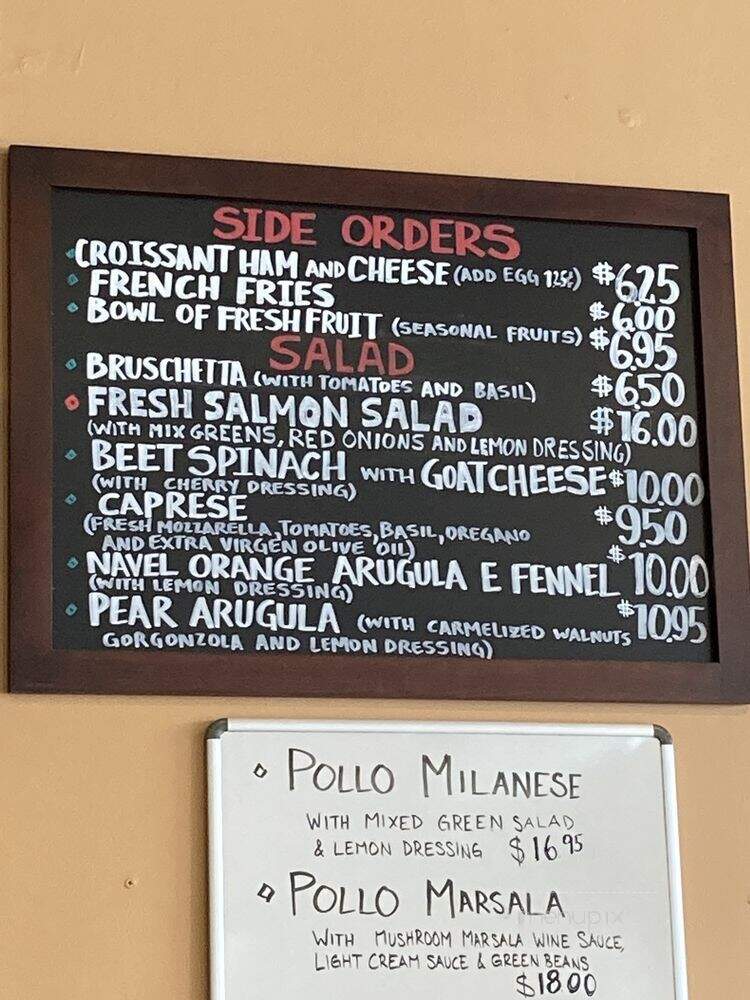 SIDE ORDERS
CROISSANT HAM AND CHEESE (ADD EGG 1.25¢) $6.25
FRENCH FRIES $6.00
BOWL OF FRESH FRUIT (SEASONAL FRUITS) $6.95
SALAD
BRUSCHETTA (WITH TOMATOES AND BASIL) $6.50
FRESH SALMON SALAD $16.00
(WITH MIX GREENS, RED ONIONS AND LEMON DRESSING)
BEET SPINACH WITH GOAT CHEESE $10.00
(WITH CHERRY DRESSING)
CAPRESE $9.50
(FRESH MOZZARELLA, TOMATOES, BASIL, OREGANO
AND EXTRA VIRGEN OLIVE OIL)
NAVEL ORANGE ARUGULA E FENNEL $10.00
(WITH LEMON DRESSING)
PEAR ARUGULA (WITH CARMELIZED WALNUTS $10.95
GORGONZOLA AND LEMON DRESSING)
POLLO MILANESE
WITH MIXED GREEN SALAD
& LEMON DRESSING $16.95
POLLO MARSALA
menupix
WITH MUSHROOM MARSALA WINE SAUCE,
LIGHT CREAM SAUCE & GREEN BEANS
$18.00